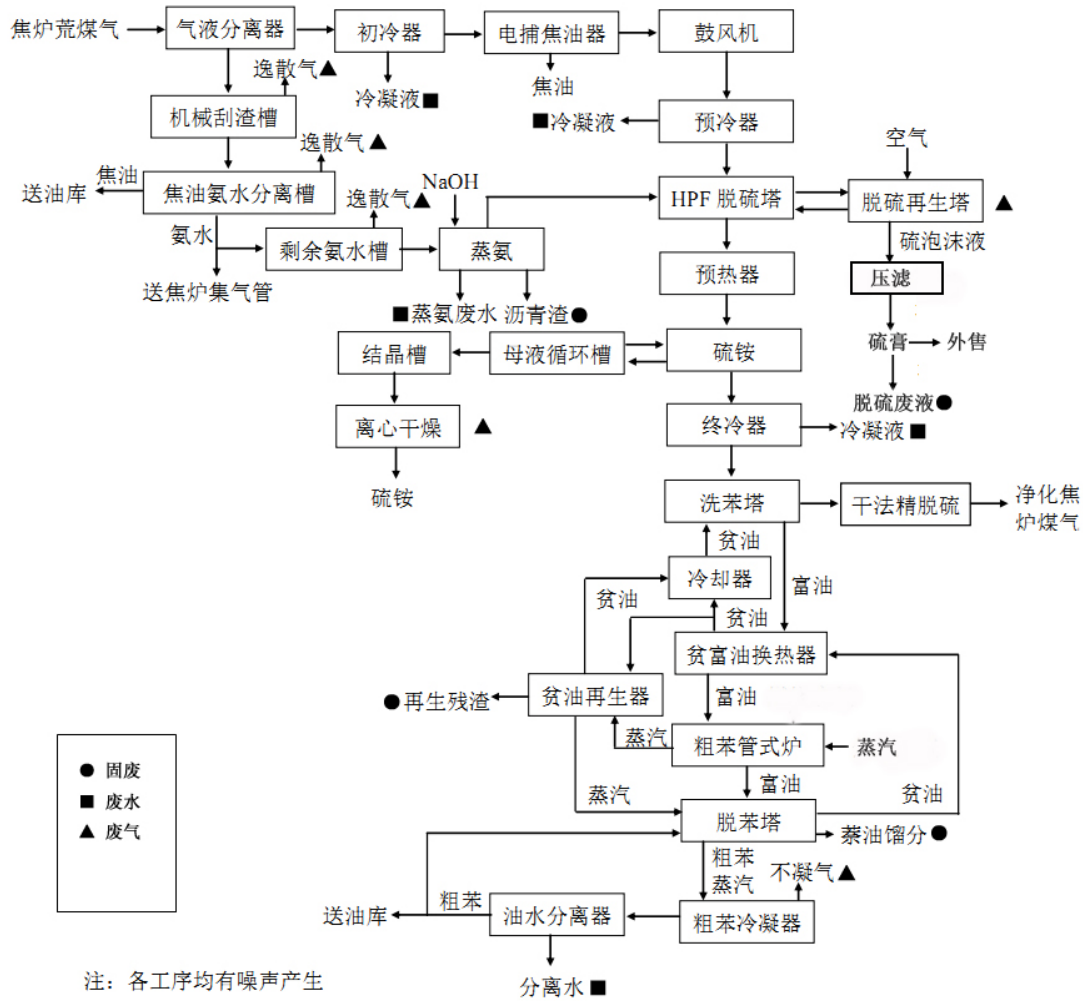 焦炉荒煤气
气液分离器
初冷器
电捕焦油器
鼓风机
逸散气▲
冷凝液■
焦油
机械刮渣槽
■冷凝液
预冷器
空气
逸散气▲
焦油
送油库
焦油氨水分离槽
逸散气▲
NaOH
HPF 脱硫塔
脱硫再生塔
▲
氨水
剩余氨水槽
蒸氨
硫泡沫液
送焦炉集气管
预热器
压滤
■蒸氨废水
沥青渣●
结晶槽
母液循环槽
硫铵
硫膏
外售
离心干燥
▲
终冷器
脱硫废液●
冷凝液■
硫铵
洗苯塔
干法精脱硫
净化焦
炉煤气
贫油
冷却器
富油
贫油
贫油
贫富油换热器
●再生残渣
贫油再生器
富油
蒸汽
粗苯管式炉
蒸汽
●固废
■废水
▲废气
蒸汽
富油
贫油
脱苯塔
萘油馏分●
粗苯
蒸汽
不凝气▲
粗苯
送油库
油水分离器
粗苯冷凝器
注：各工序均有噪声产生
分离水■